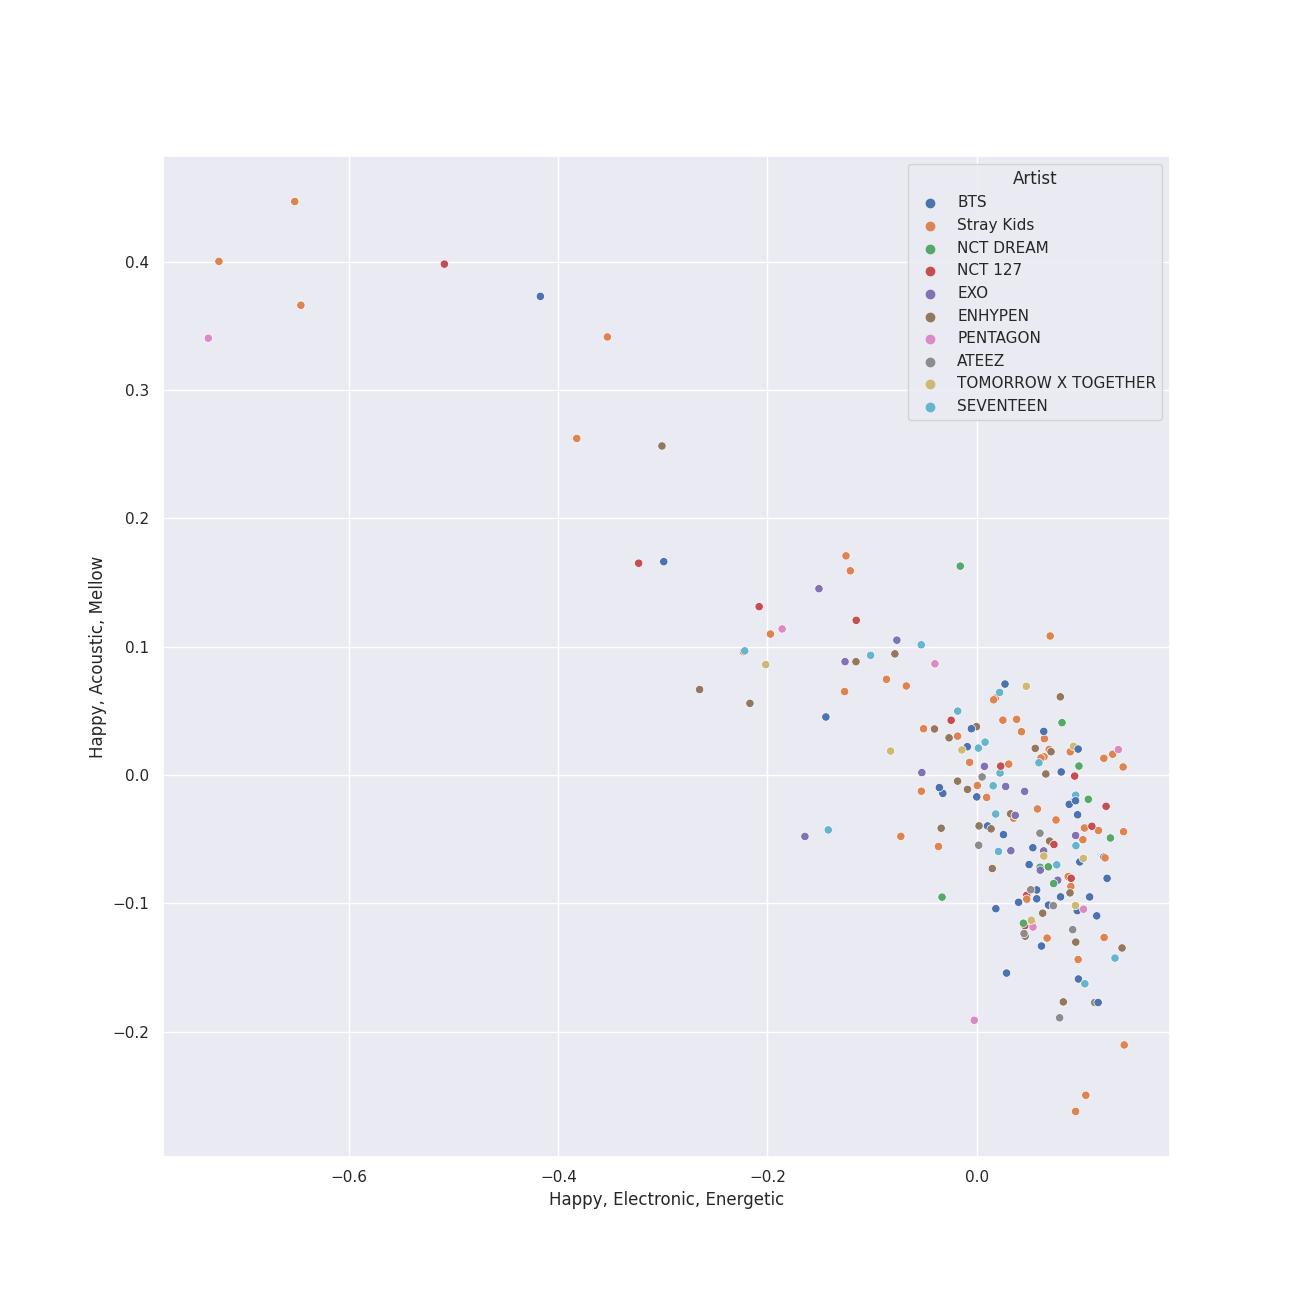 Artist
BTS
Stray Kids
NCT DREAM
NCT 127
EXO
ENHYPEN
PENTAGON
ATEEZ
TOMORROW X TOGETHER
SEVENTEEN
0.4
0.3
0.2
0.1
0.0
−0.1
−0.2
Happy, Acoustic, Mellow
−0.6
−0.4
−0.2
0.0
Happy, Electronic, Energetic